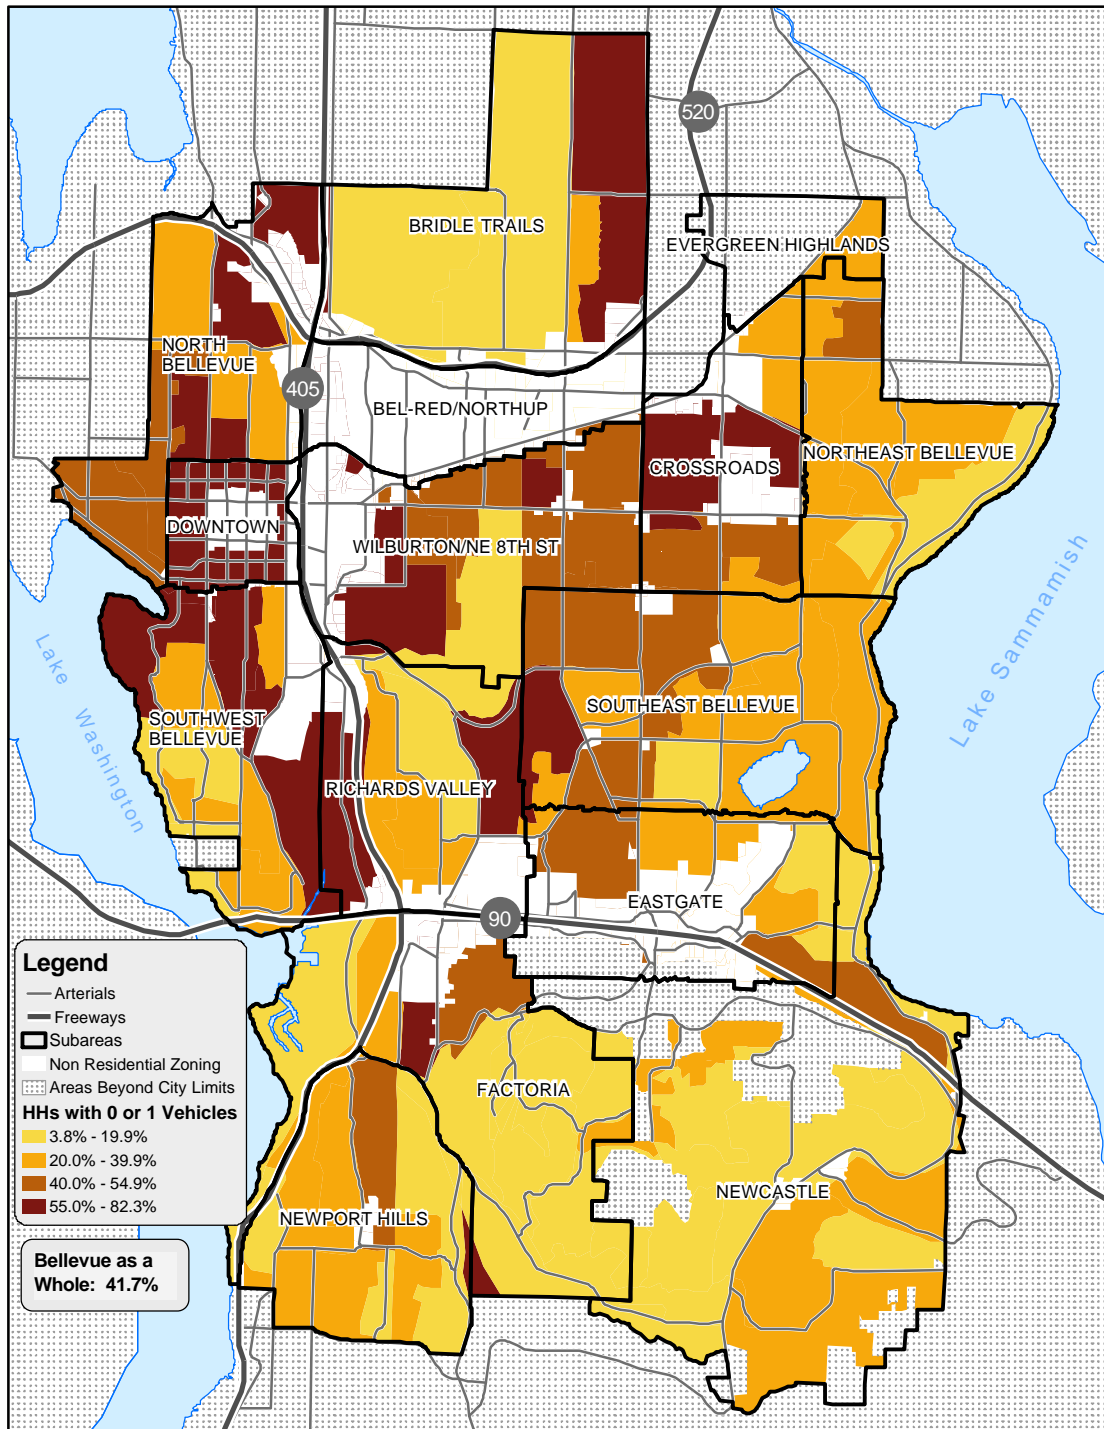 520
BRIDLE TRAILS
EVERGREEN HIGHLANDS
NORTH
BELLEVUE
405
BEL-RED/NORTHUP
CROSSROADS
NORTHEAST BELLEVUE
DOWNTOWN
WILBURTON/NE 8TH ST
Lake
Washington
Lake Sammamish
SOUTHWEST
BELLEVUE
SOUTHEAST BELLEVUE
RICHARDS VALLEY
EASTGATE
90
FACTORIA
NEWCASTLE
NEWPORT HILLS
Legend
Arterials
Freeways
Subareas
Non Residential Zoning
Areas Beyond City Limits
HHs with 0 or 1 Vehicles
3.8% - 19.9%
20.0% - 39.9%
40.0% - 54.9%
55.0% - 82.3%
Bellevue as a
Whole: 41.7%